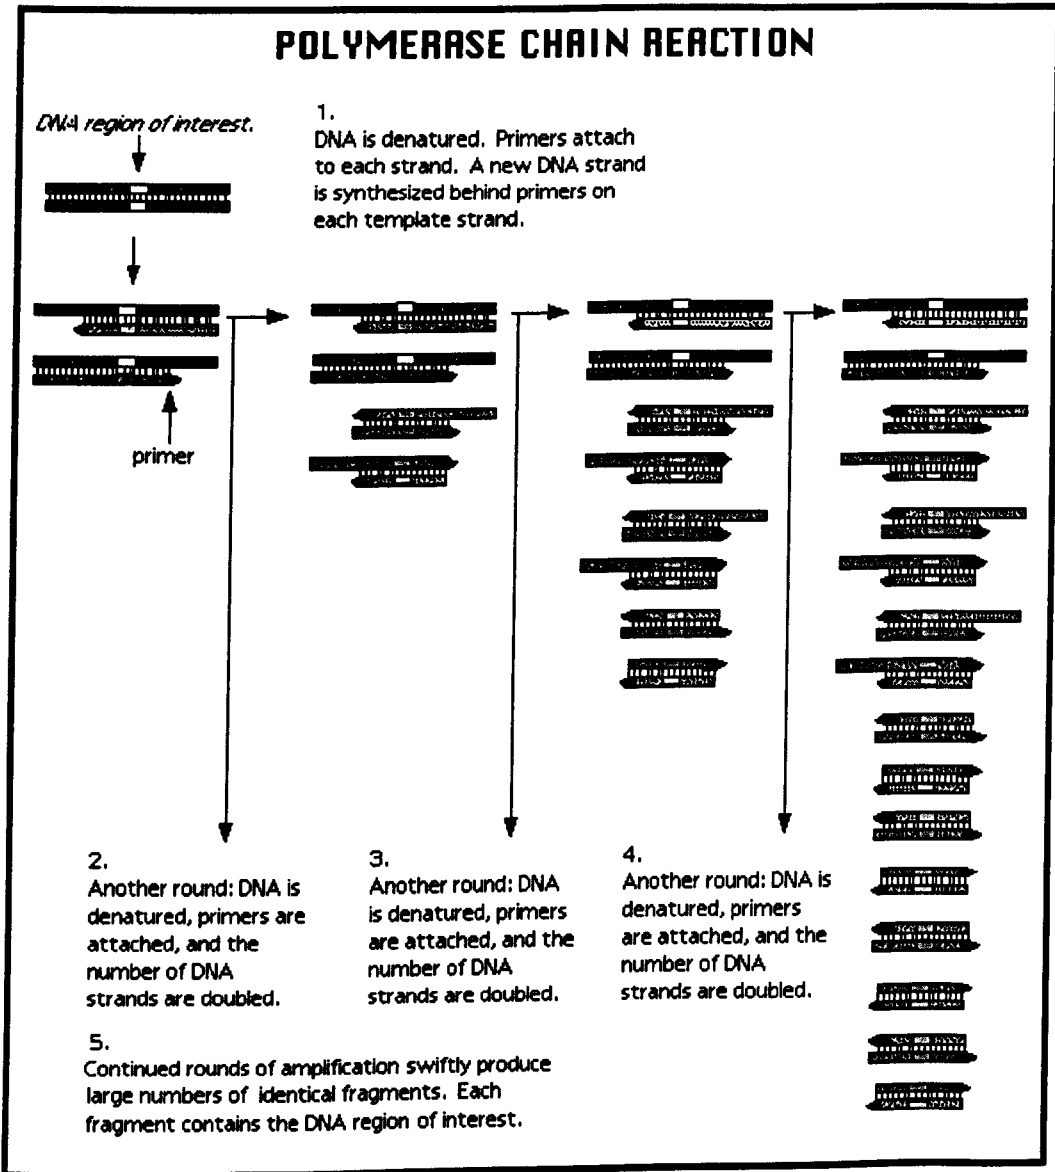 POLYMERASE CHAIN REACTION
DNA region of interest.
1.
DNA is denatured. Primers attach
to each strand. A new DNA strand
is synthesized behind primers on
each template strand.
primer
2.
Another round: DNA is
denatured, primers are
attached, and the
number of DNA
strands are doubled.
3.
Another round: DNA
is denatured, primers
are attached, and the
number of DNA
strands are doubled.
4.
Another round: DNA is
denatured, primers
are attached, and the
number of DNA
strands are doubled.
5.
Continued rounds of amplification swiftly produce
large numbers of identical fragments. Each
fragment contains the DNA region of interest.